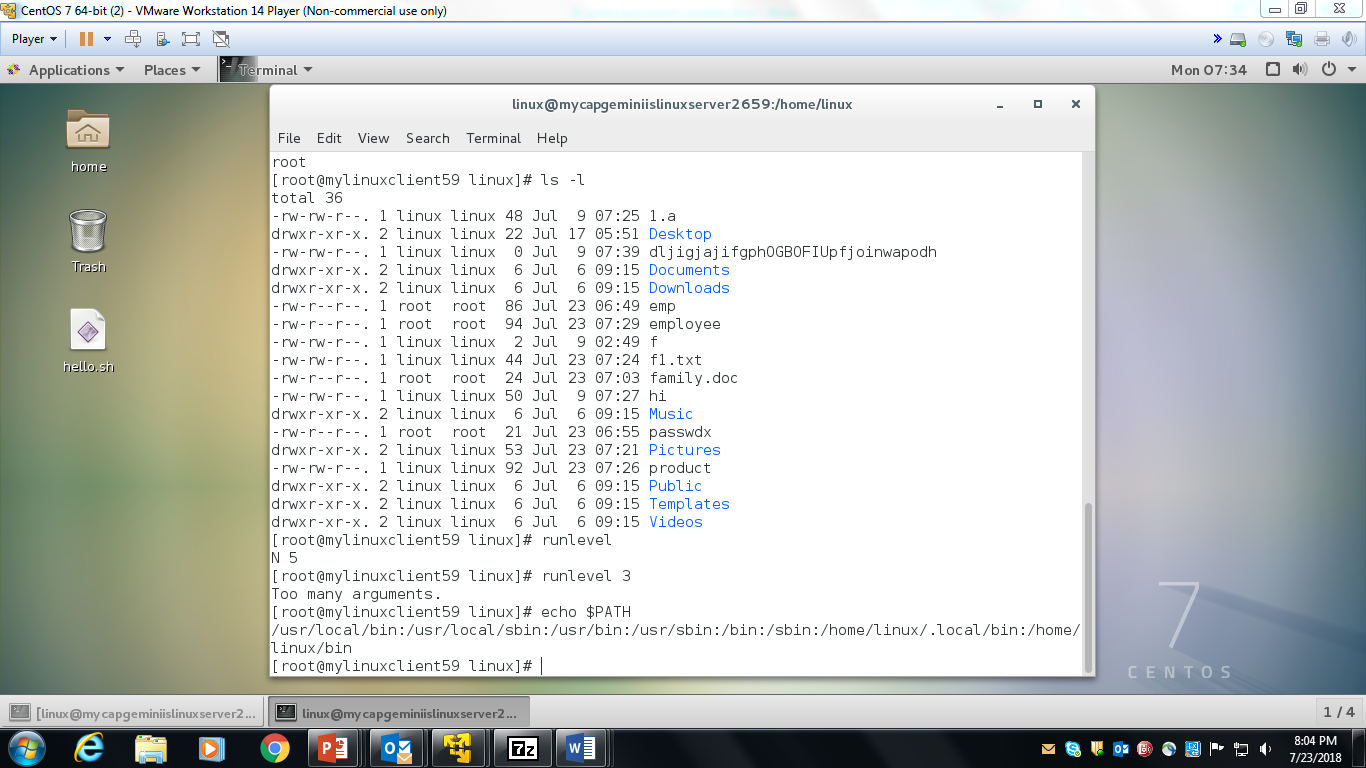 CentOS 7 64-bit (2) - VMware Workstation 14 Player (Non-commercial use only)
Player
Applications Places Terminal Mon 07:34
home
Trash
hello.sh
linux@mycapgeminiislinuxserver2659:/home/linux
File Edit View Search Terminal Help
root
[root@mylinuxclient59 linux]# ls -l
total 36
-rw-rw-r--. 1 linux linux 48 Jul  9 07:25 1.a
drwxr-xr-x. 2 linux linux 22 Jul 17 05:51 Desktop
-rw-rw-r--. 1 linux linux  0 Jul  9 07:39 dljigjajifgphOGBOFIUpfjoinwapodh
drwxr-xr-x. 2 linux linux  6 Jul  6 09:15 Documents
drwxr-xr-x. 2 linux linux  6 Jul  6 09:15 Downloads
-rw-r--r--. 1 root  root  86 Jul 23 06:49 emp
-rw-r--r--. 1 root  root  94 Jul 23 07:29 employee
-rw-rw-r--. 1 linux linux  2 Jul  9 02:49 f
-rw-rw-r--. 1 linux linux 44 Jul 23 07:24 f1.txt
-rw-r--r--. 1 root  root  24 Jul 23 07:03 family.doc
-rw-rw-r--. 1 linux linux 50 Jul  9 07:27 hi
drwxr-xr-x. 2 linux linux  6 Jul  6 09:15 Music
-rw-r--r--. 1 root  root  21 Jul 23 06:55 passwdx
drwxr-xr-x. 2 linux linux 53 Jul 23 07:21 Pictures
-rw-rw-r--. 1 linux linux 92 Jul 23 07:26 product
drwxr-xr-x. 2 linux linux  6 Jul  6 09:15 Public
drwxr-xr-x. 2 linux linux  6 Jul  6 09:15 Templates
drwxr-xr-x. 2 linux linux  6 Jul  6 09:15 Videos
[root@mylinuxclient59 linux]# runlevel
N 5
[root@mylinuxclient59 linux]# runlevel 3
Too many arguments.
[root@mylinuxclient59 linux]# echo $PATH
/usr/local/bin:/usr/local/sbin:/usr/bin:/usr/sbin:/bin:/sbin:/home/linux/.local/bin:/home/
linux/bin
[root@mylinuxclient59 linux]#
7
CENTOS
[linux@mycapgeminiislinuxserver2... linux@mycapgeminiislinuxserver2... 1 / 4
7z
8:04 PM
7/23/2018